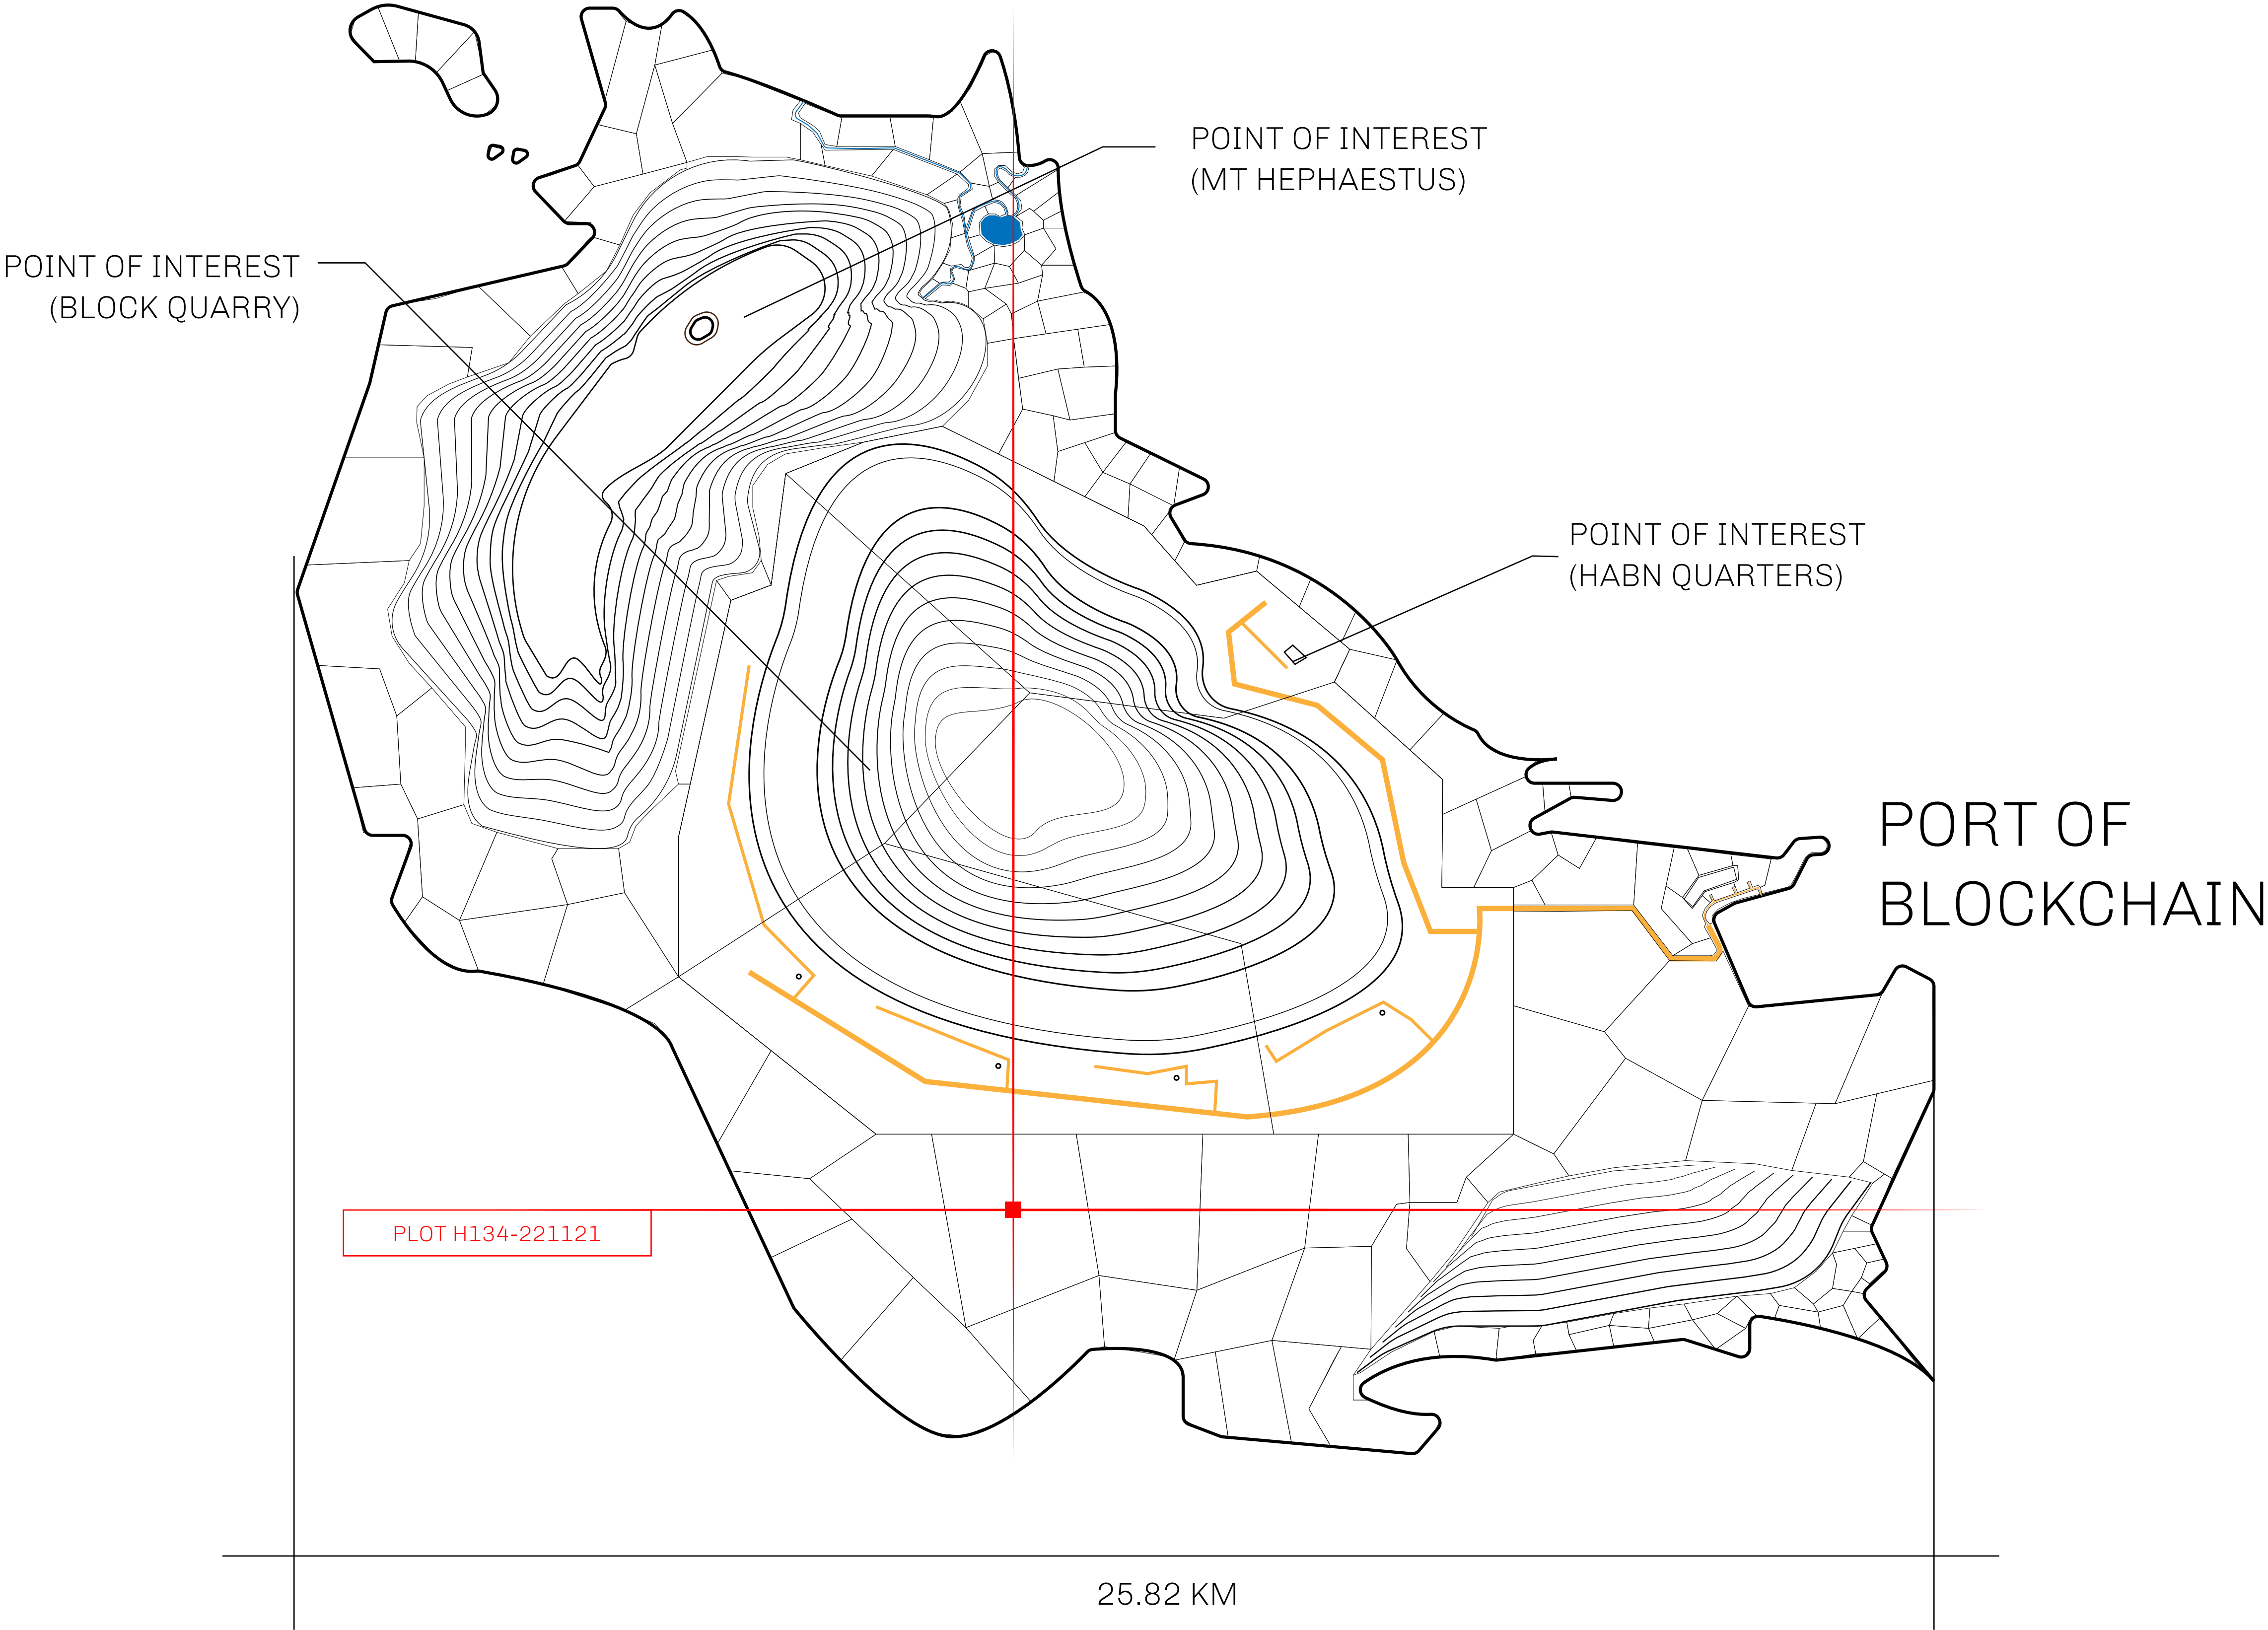 POINT OF INTEREST
(MT HEPHAESTUS)
POINT OF INTEREST
(BLOCK QUARRY)
POINT OF INTEREST
(HABN QUARTERS)
PORT OF
BLOCKCHAIN
PLOT H134-221121
25.82 KM